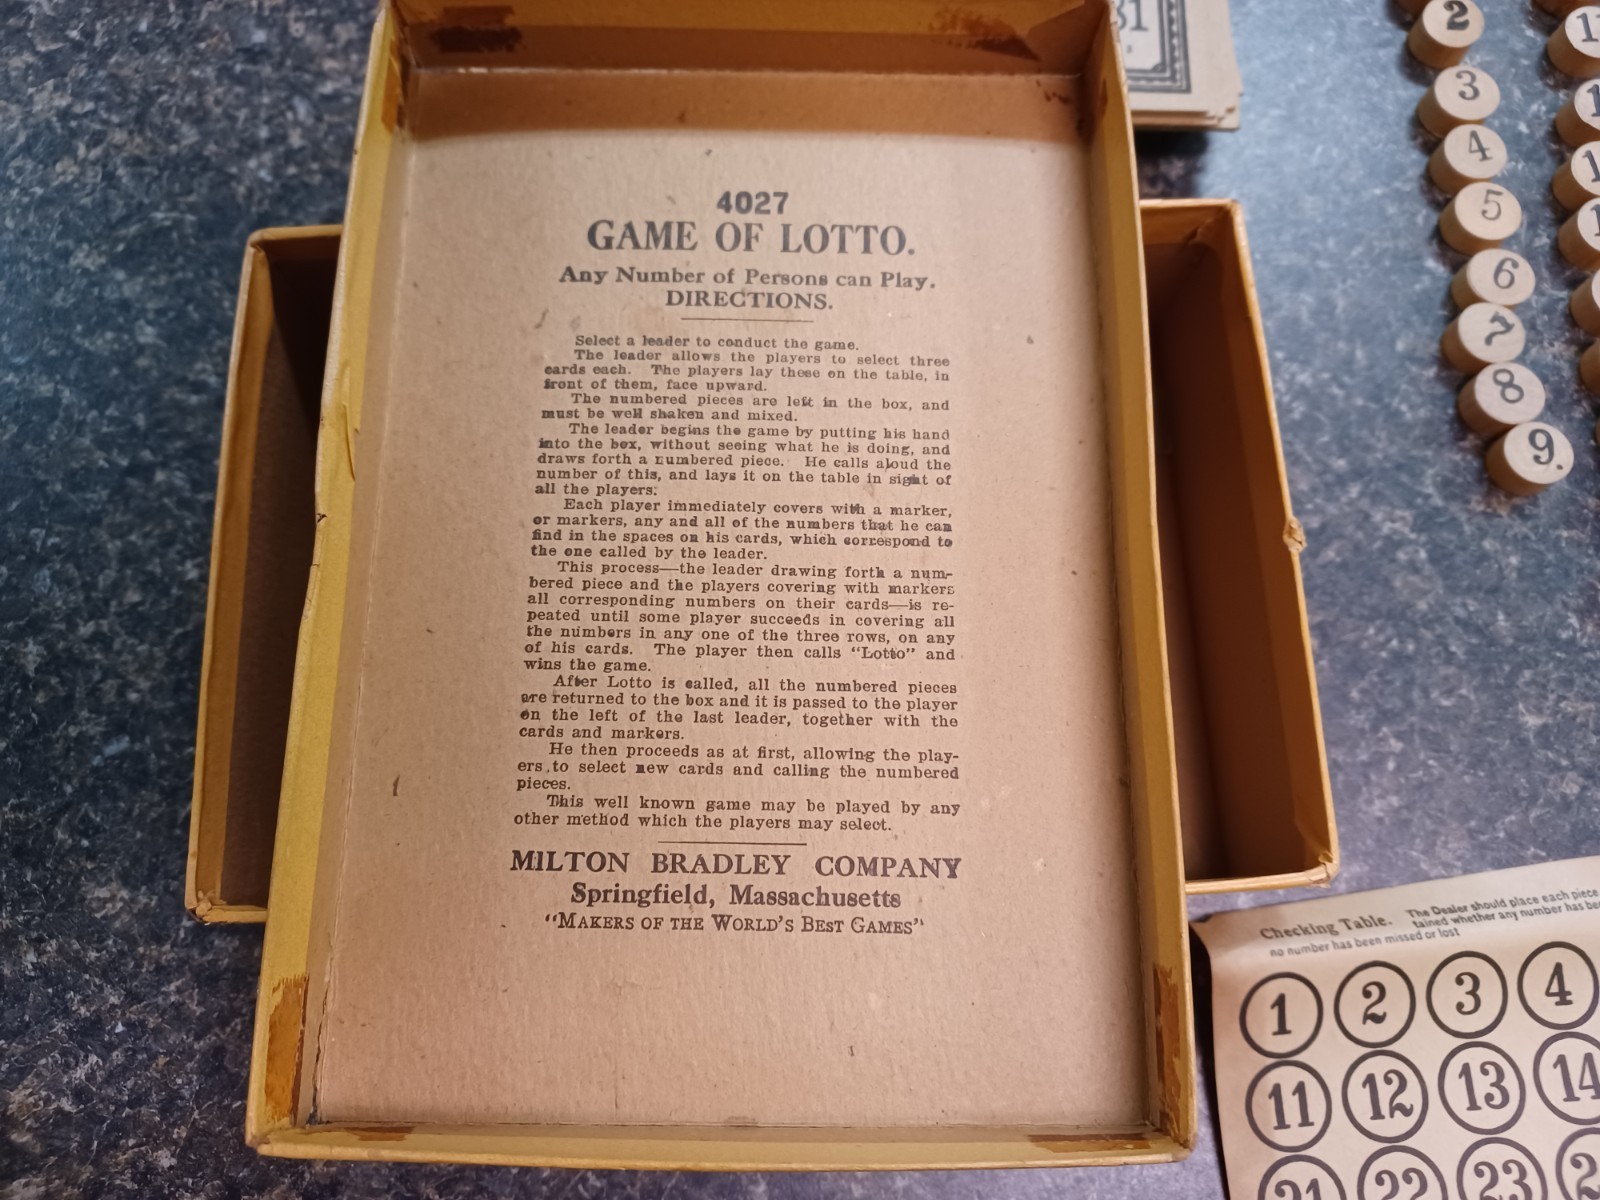 4027
GAME OF LOTTO.
Any Number of Persons can Play.
DIRECTIONS.
Select a leader to conduct the game.
The leader allows the players to select three
cards each. The players lay these on the table, in
front of them, face upward.
The numbered pieces are left in the box, and
must be well shaken and mixed.
The leader begins the game by putting his hand
into the box, without seeing what he is doing, and
draws forth a numbered piece. He calls aloud the
number of this, and lays it on the table in sight of
all the players.
Each player immediately covers with a marker,
or markers, any and all of the numbers that he can
find in the spaces on his cards, which correspond to
the one called by the leader.
This process—the leader drawing forth a num-
bered piece and the players covering with markers
all corresponding numbers on their cards—is re-
peated until some player succeeds in covering all
the numbers in any one of the three rows, on any
of his cards. The player then calls “Lotto” and
wins the game.
After Lotto is called, all the numbered pieces
are returned to the box and it is passed to the player
on the left of the last leader, together with the
cards and markers.
He then proceeds as at first, allowing the play-
ers to select new cards and calling the numbered
pieces.
This well known game may be played by any
other method which the players may select.
MILTON BRADLEY COMPANY
Springfield, Massachusetts
“MAKERS OF THE WORLD'S BEST GAMES”
31
2
3
4
5
6
7
8
9.
Checking Table. The Dealer should place each piece
tained whether any number has
no number has been missed or lost
1 2 3 4
11 12 13 14
21 22 23